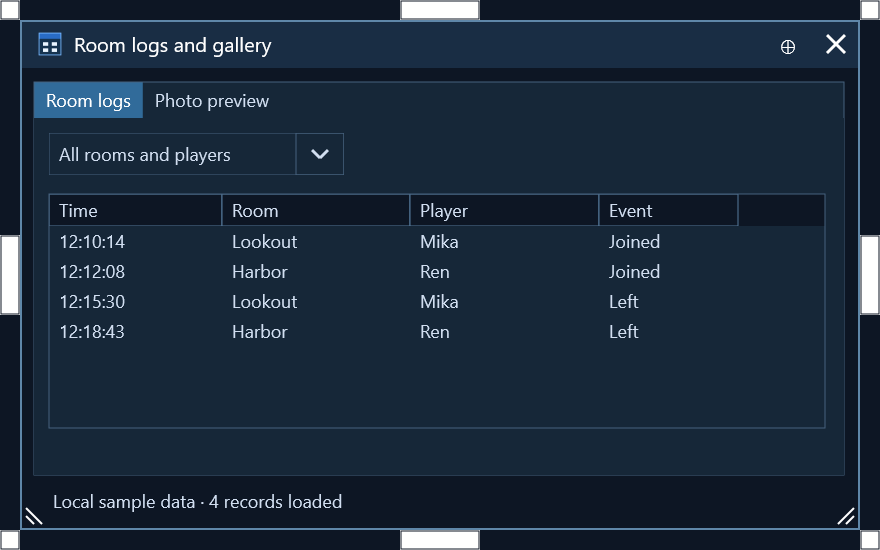 Room logs and gallery
Room logs Photo preview
All rooms and players
Time Room Player Event
12:10:14 Lookout Mika Joined
12:12:08 Harbor Ren Joined
12:15:30 Lookout Mika Left
12:18:43 Harbor Ren Left
Local sample data · 4 records loaded